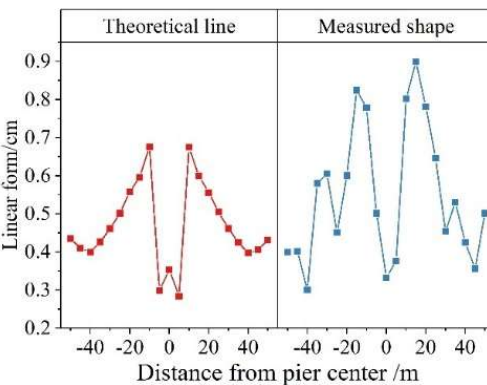 Theoretical line Measured shape
0.9
0.8
0.7
0.6
0.5
0.4
0.3
0.2
Linear form/cm
-40 -20 0 20 40 -40 -20 0 20 40
Distance from pier center /m